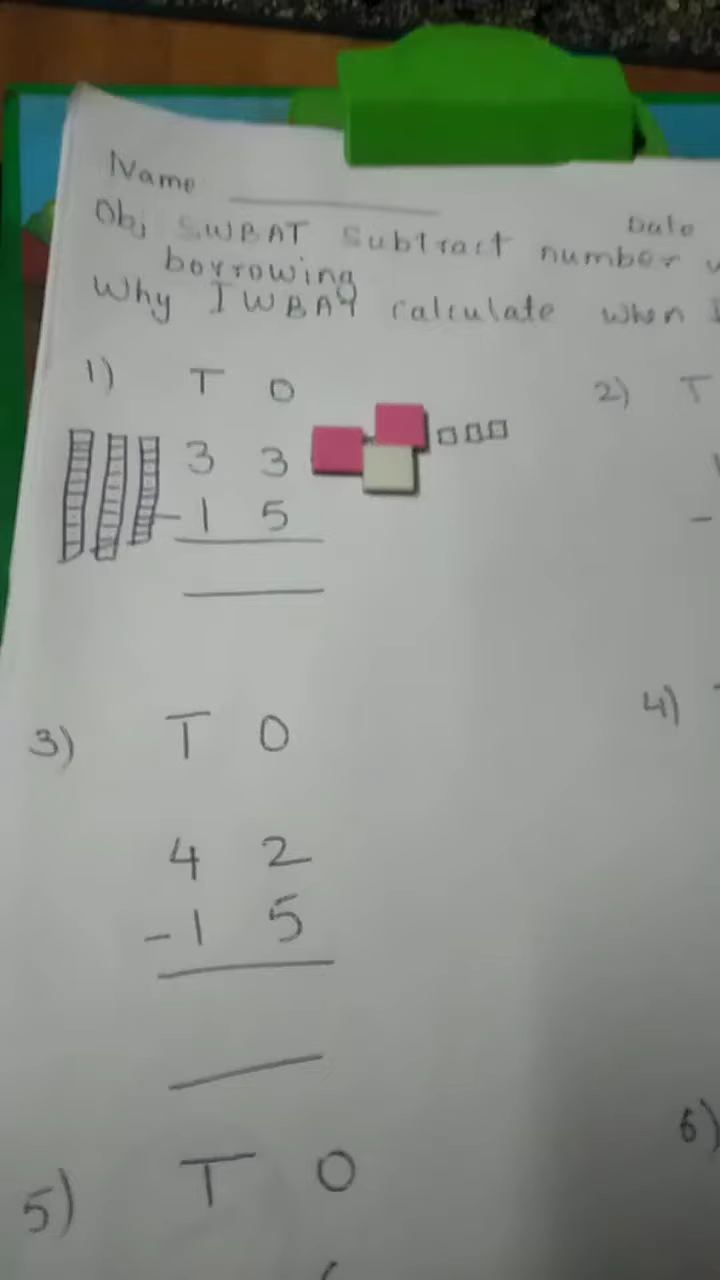 Name
Date
Obj SWBAT Subtract number
borrowing
Why IWBAT calculate when
1) T O
3 3
- 1 5
2) T
-
3) T O
4 2
- 1 5
4)
5) T O
6)